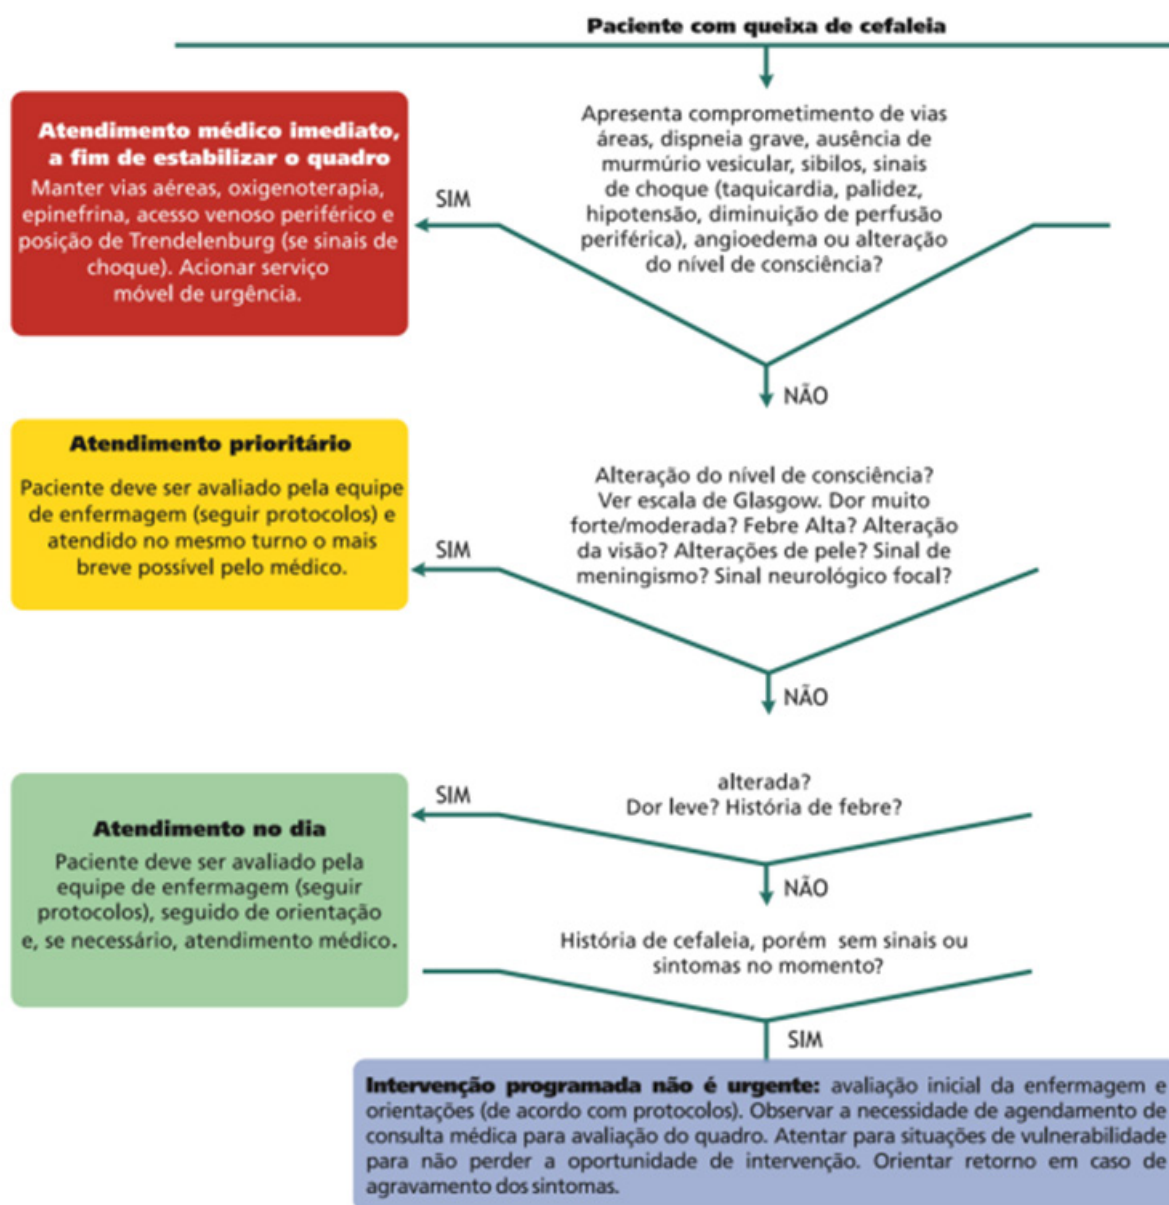 Paciente com queixa de cefaleia
Apresenta comprometimento de vias
áreas, dispneia grave, ausência de
murmúrio vesicular, sibilos, sinais
de choque (taquicardia, palidez,
hipotensão, diminuição de perfusão
periférica), angioedema ou alteração
do nível de consciência?
SIM
Atendimento médico imediato,
a fim de estabilizar o quadro
Manter vias aéreas, oxigenoterapia,
epinefrina, acesso venoso periférico e
posição de Trendelenburg (se sinais de
choque). Acionar serviço
móvel de urgência.
NÃO
Alteração do nível de consciência?
Ver escala de Glasgow. Dor muito
forte/moderada? Febre Alta? Alteração
da visão? Alterações de pele? Sinal de
meningismo? Sinal neurológico focal?
SIM
Atendimento prioritário
Paciente deve ser avaliado pela equipe
de enfermagem (seguir protocolos) e
atendido no mesmo turno o mais
breve possível pelo médico.
NÃO
alterada?
Dor leve? História de febre?
SIM
Atendimento no dia
Paciente deve ser avaliado pela
equipe de enfermagem (seguir
protocolos), seguido de orientação
e, se necessário, atendimento médico.
NÃO
História de cefaleia, porém sem sinais ou
sintomas no momento?
SIM
Intervenção programada não é urgente: avaliação inicial da enfermagem e
orientações (de acordo com protocolos). Observar a necessidade de agendamento de
consulta médica para avaliação do quadro. Atentar para situações de vulnerabilidade
para não perder a oportunidade de intervenção. Orientar retorno em caso de
agravamento dos sintomas.